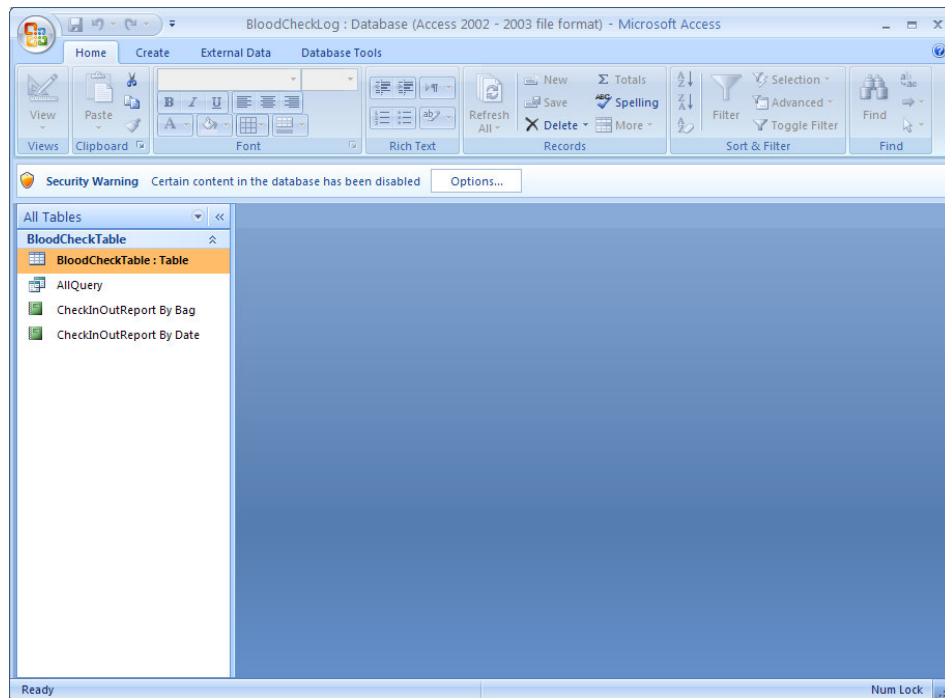 BloodCheckLog : Database (Access 2002 - 2003 file format) - Microsoft Access
Home Create External Data Database Tools
View
Views
Paste
Clipboard
B I U
A
Font
Rich Text
Refresh All
New
Save
Delete
Σ Totals
ABC Spelling
More
Records
Filter
Selection
Advanced
Toggle Filter
Sort & Filter
Find
Find
Security Warning Certain content in the database has been disabled Options...
All Tables
BloodCheckTable
BloodCheckTable : Table
AllQuery
CheckInOutReport By Bag
CheckInOutReport By Date
Ready Num Lock